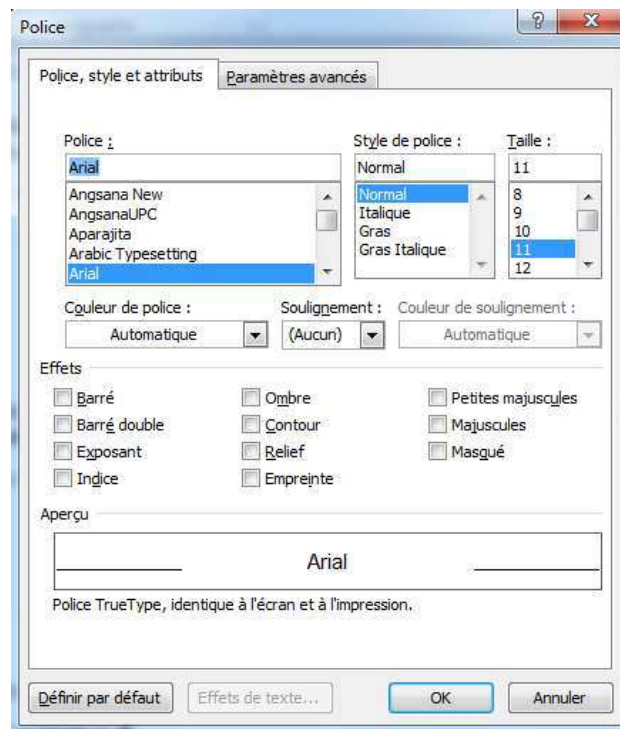 Police
Police, style et attributs Paramètres avancés
Police : Style de police : Taille :
Arial Normal 11
Angsana New Normal 8
AngsanaUPC Italique 9
Aparajita Gras 10
Arabic Typesetting Gras Italique 11
Arial 12
Couleur de police : Soulignement : Couleur de soulignement :
Automatique (Aucun) Automatique
Effets
Barré Ombre Petites majuscules
Barré double Contour Majuscules
Exposant Relief Masqué
Indice Empreinte
Aperçu
Arial
Police TrueType, identique à l'écran et à l'impression.
Définir par défaut Effets de texte... OK Annuler